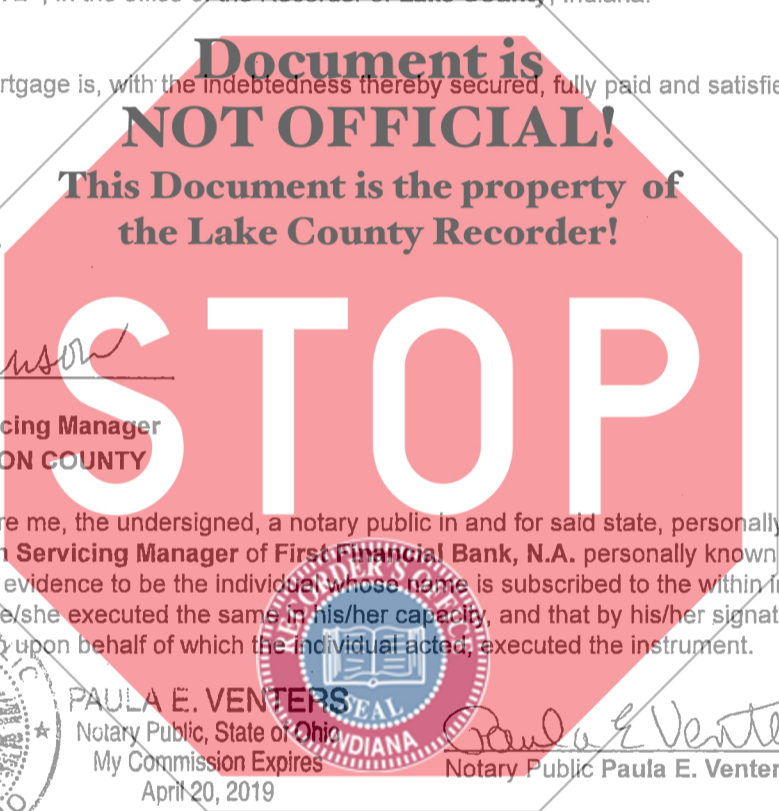 , in the office of the Recorder of Lake County, Indiana.
Document is
rtgage is, with the indebtedness thereby secured, fully paid and satisfie
NOT OFFICIAL!
This Document is the property of
the Lake County Recorder!
STOP
nson
cing Manager
ON COUNTY
re me, the undersigned, a notary public in and for said state, personally
n Servicing Manager of First Financial Bank, N.A. personally known
evidence to be the individual whose name is subscribed to the within i
e/she executed the same in his/her capacity, and that by his/her signat
y upon behalf of which the individual acted, executed the instrument.
RECORDER'S OFFICE
SEAL
INDIANA
PAULA E. VENTERS
Notary Public, State of Ohio
My Commission Expires
April 20, 2019
Paula E Vente
Notary Public Paula E. Venter